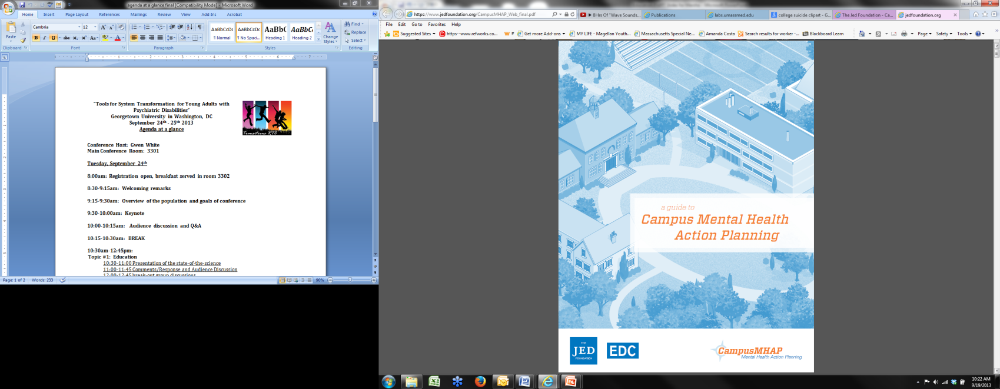 agenda at a glance final [Compatibility Mode] - Microsoft Word
Home Insert Page Layout References Mailings Review View Add-Ins Acrobat
Cambria 12
Paste
AaBbCcDc AaBbCcDc AaBbC AaBbCc
¶ Normal ¶ No Spaci... Heading 1 Heading 2
Change Styles
Find
Replace
Select
Clipboard Font Paragraph Styles Editing
"Tools for System Transformation for Young Adults with
Psychiatric Disabilities"
Georgetown University in Washington, DC
September 24th - 25th 2013
Agenda at a glance
Transitions RTC
Conference Host: Gwen White
Main Conference Room: 3301
Tuesday, September 24th
8:00am: Registration open, breakfast served in room 3302
8:30-9:15am: Welcoming remarks
9:15-9:30am: Overview of the population and goals of conference
9:30-10:00am: Keynote
10:00-10:15am: Audience discussion and Q&A
10:15-10:30am: BREAK
10:30am-12:45pm:
Topic #1: Education
10:30-11:00 Presentation of the state-of-the-science
11:00-11:45 Comments/Response and Audience Discussion
12:00-12:45 break-out group discussions
Page: 1 of 2 Words: 233 90%
https://www.jedfoundation.org/CampusMHAP_Web_final.pdf
8Hrs Of "Wave Sounds... Publications labs.umassmed.edu college suicide clipart - G... The Jed Foundation - Ca... jedfoundation.org
File Edit Go to Favorites Help
Suggested Sites https--www.refworks.co... Get more Add-ons MY LIFE - Magellan Youth... Massachusetts Special Ne... Amanda Costa Search results for worker -... Blackboard Learn
Page Safety Tools
a guide to
Campus Mental Health
Action Planning
THE
JED
FOUNDATION
EDC
CampusMHAP
Mental Health Action Planning
10:22 AM
9/19/2013